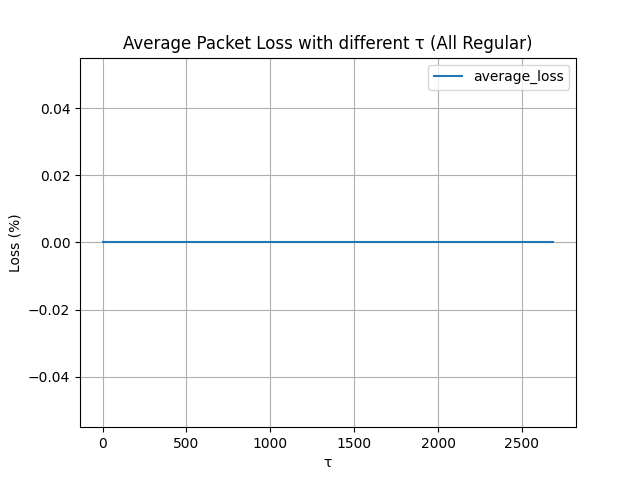 Average Packet Loss with different τ (All Regular)
average_loss
0.04
0.02
0.00
−0.02
−0.04
Loss (%)
0
500
1000
1500
2000
2500
τ